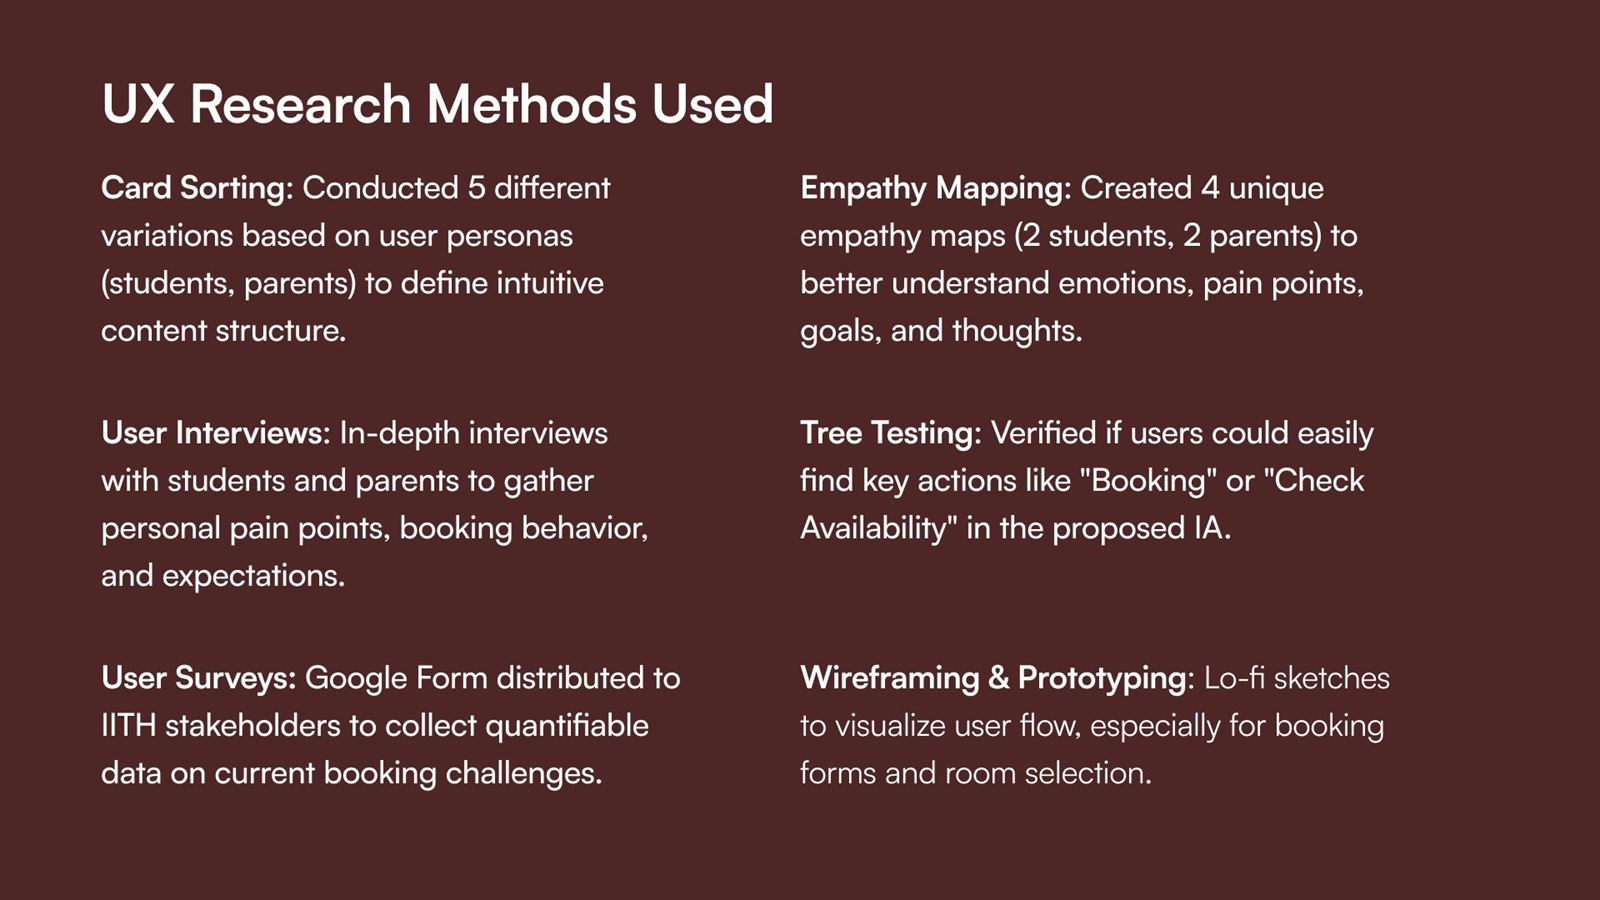 UX Research Methods Used
Card Sorting: Conducted 5 different
variations based on user personas
(students, parents) to define intuitive
content structure.
User Interviews: In-depth interviews
with students and parents to gather
personal pain points, booking behavior,
and expectations.
User Surveys: Google Form distributed to
IITH stakeholders to collect quantifiable
data on current booking challenges.
Empathy Mapping: Created 4 unique
empathy maps (2 students, 2 parents) to
better understand emotions, pain points,
goals, and thoughts.
Tree Testing: Verified if users could easily
find key actions like "Booking" or "Check
Availability" in the proposed IA.
Wireframing & Prototyping: Lo-fi sketches
to visualize user flow, especially for booking
forms and room selection.